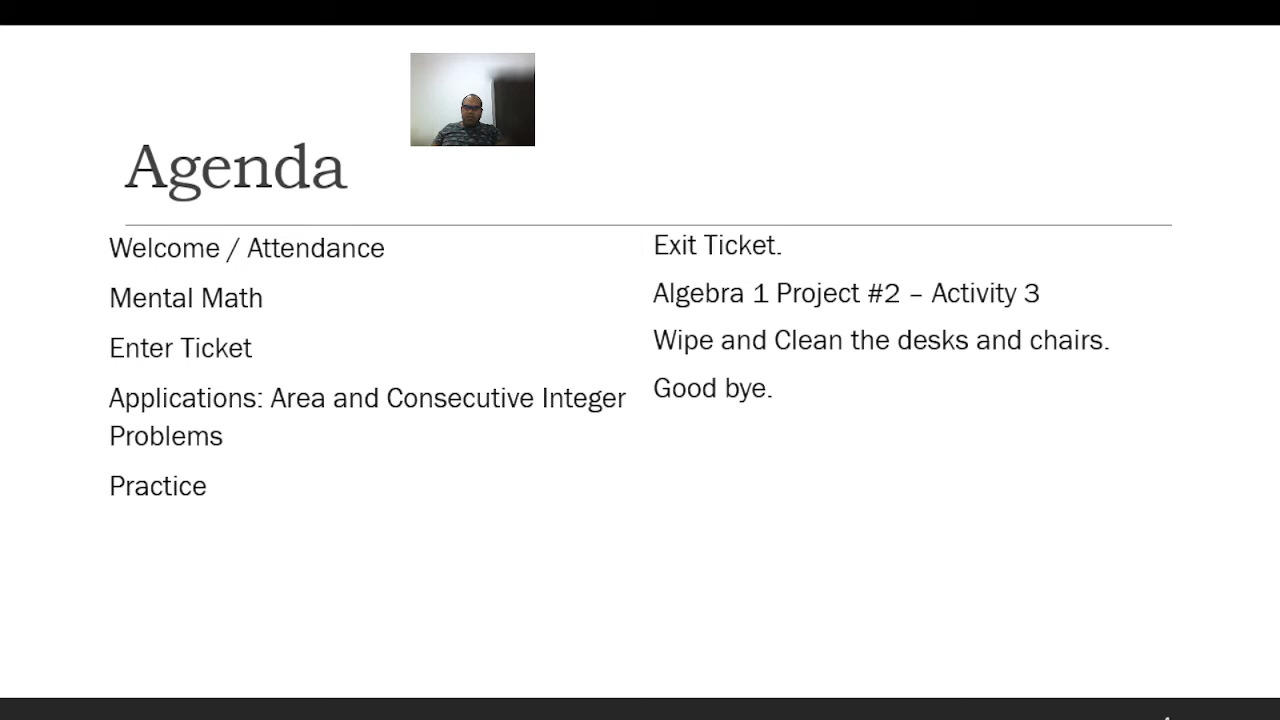 Agenda
Welcome / Attendance
Mental Math
Enter Ticket
Applications: Area and Consecutive Integer
Problems
Practice
Exit Ticket.
Algebra 1 Project #2 – Activity 3
Wipe and Clean the desks and chairs.
Good bye.